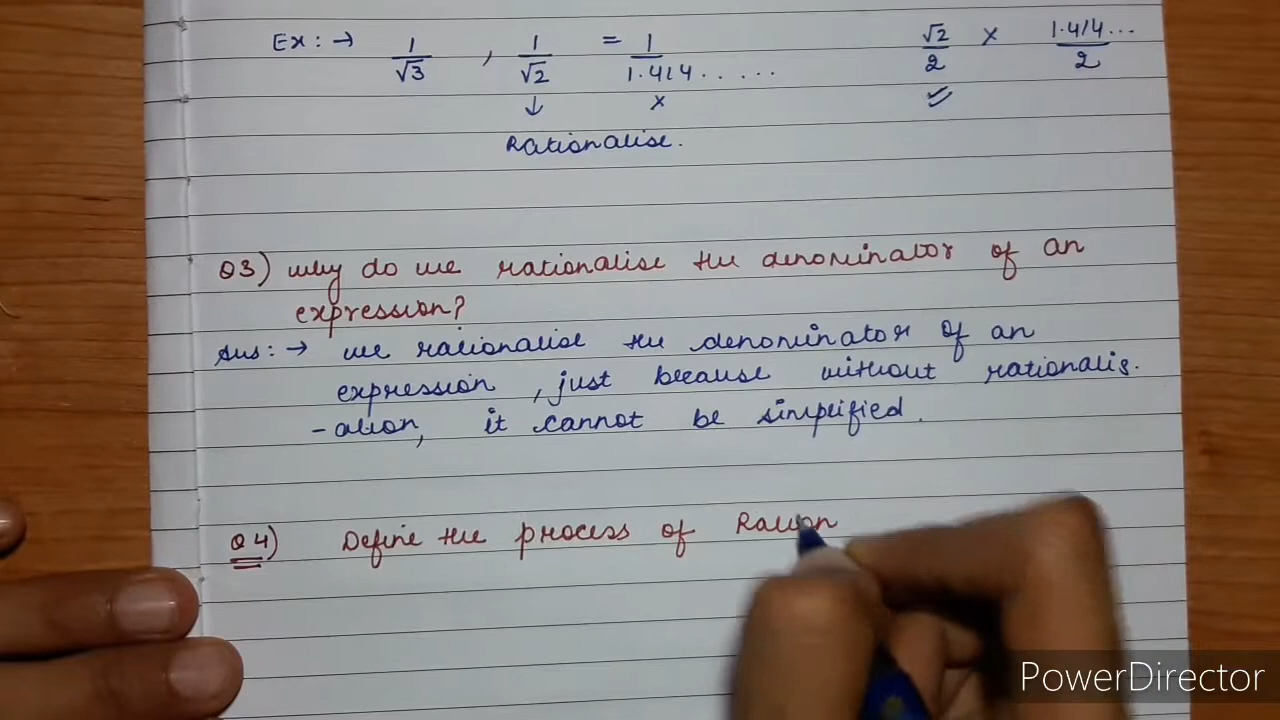 Ex: → 1/√3 , 1/√2 = 1/1.414..... √2/2 × 1.414.../2
↓ × ✓
Rationalise.
Q3) why do we rationalise the denominator of an
expression?
Ans: → we rationalise the denominator of an
expression, just because without rationalis.
-ation, it cannot be simplified.
Q4) Define the process of Ration
PowerDirector